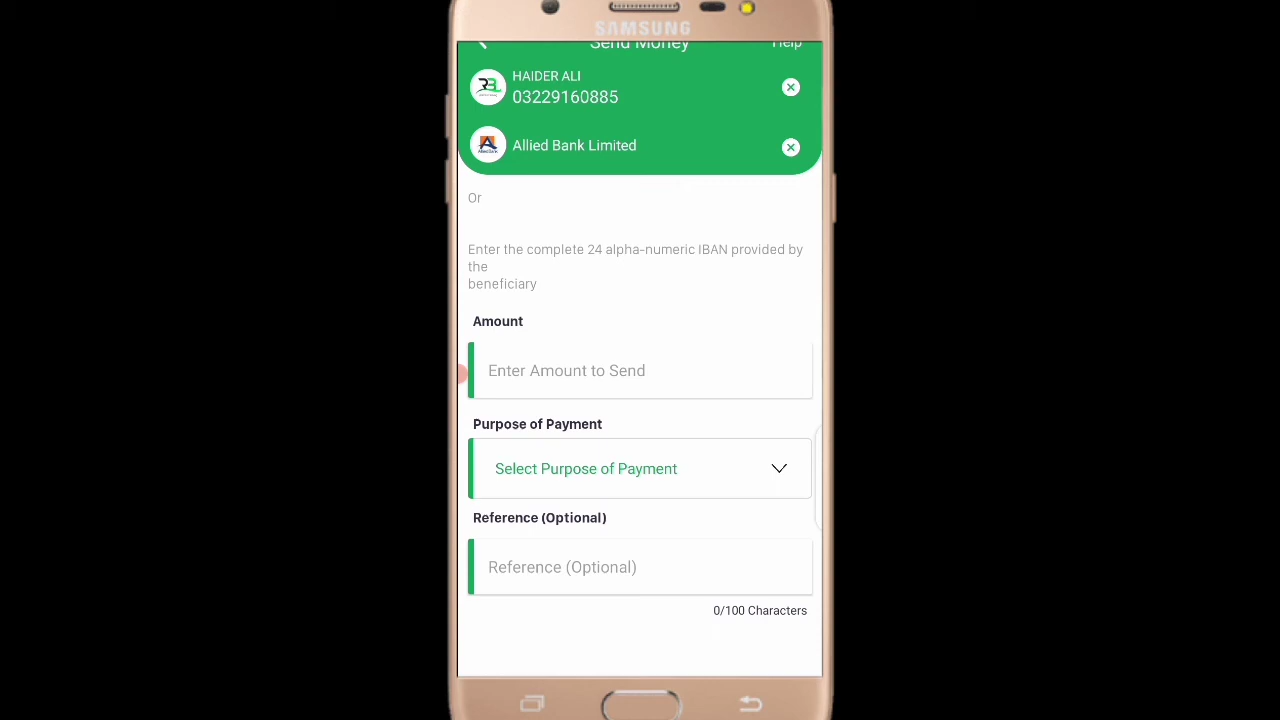 SAMSUNG
Send Money
Help
HAIDER ALI
03229160885
Allied Bank Limited
Or
Enter the complete 24 alpha-numeric IBAN provided by
the
beneficiary
Amount
Enter Amount to Send
Purpose of Payment
Select Purpose of Payment
Reference (Optional)
Reference (Optional)
0/100 Characters